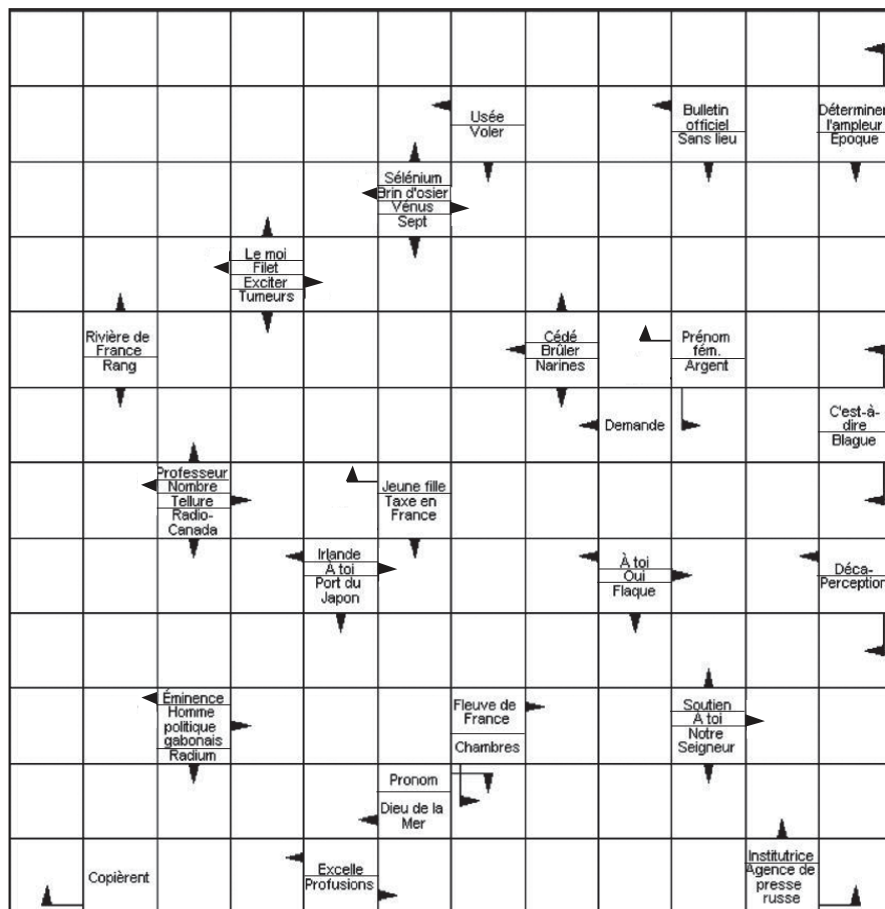 Usée
Voler
Bulletin
officiel
Sans lieu
Déterminer
l'ampleur
Époque
Sélénium
Brin d'osier
Vénus
Sept
Le moi
Filet
Exciter
Tumeurs
Rivière de
France
Rang
Cédé
Brûler
Narines
Prénom
fém.
Argent
Demande
C'est-à-
dire
Blague
Professeur
Nombre
Tellure
Radio-
Canada
Jeune fille
Taxe en
France
Irlande
À toi
Port du
Japon
À toi
Oui
Flaque
Déca-
Perception
Éminence
Homme
politique
gabonais
Radium
Fleuve de
France
Chambres
Soutien
A toi
Notre
Seigneur
Pronom
Dieu de la
Mer
Copièrent
Excelle
Profusions
Institutrice
Agence de
presse
russe